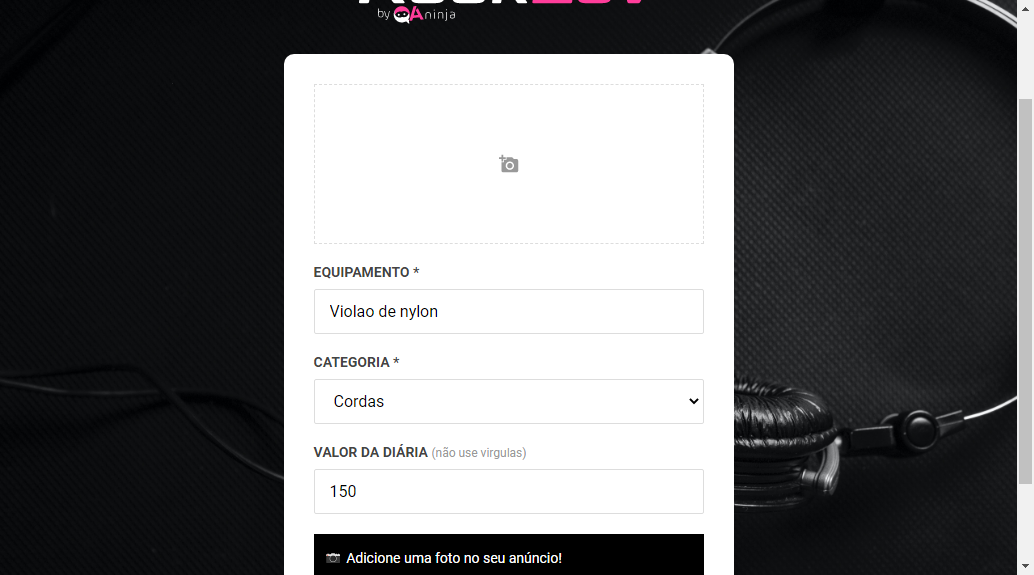 by QAninja
EQUIPAMENTO *
Violao de nylon
CATEGORIA *
Cordas
VALOR DA DIÁRIA (não use virgulas)
150
Adicione uma foto no seu anúncio!